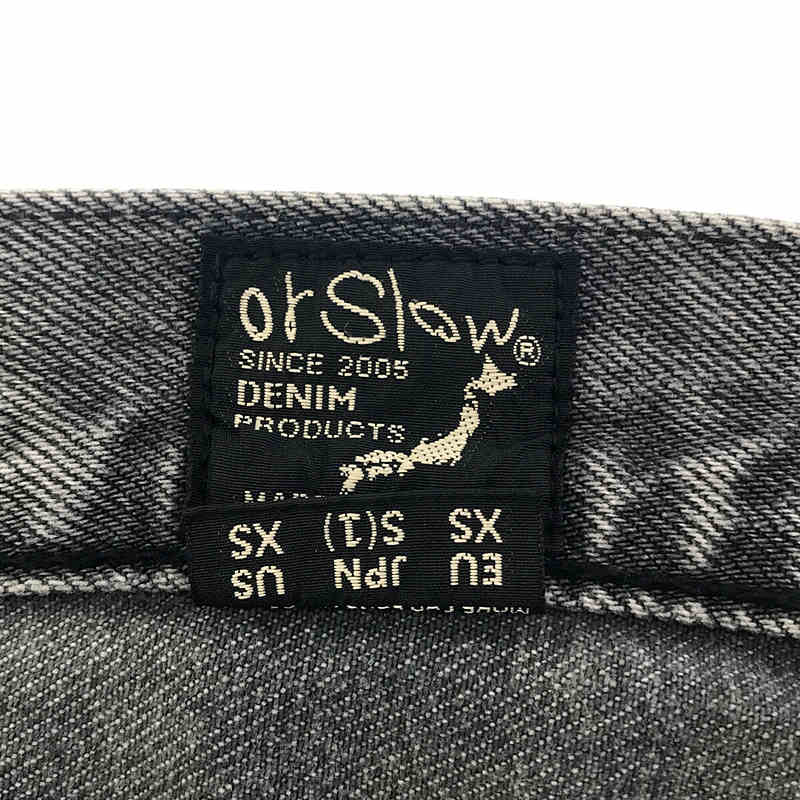 orSlow®
SINCE 2005
DENIM
PRODUCTS
EU JPN US
XS S(1) XS